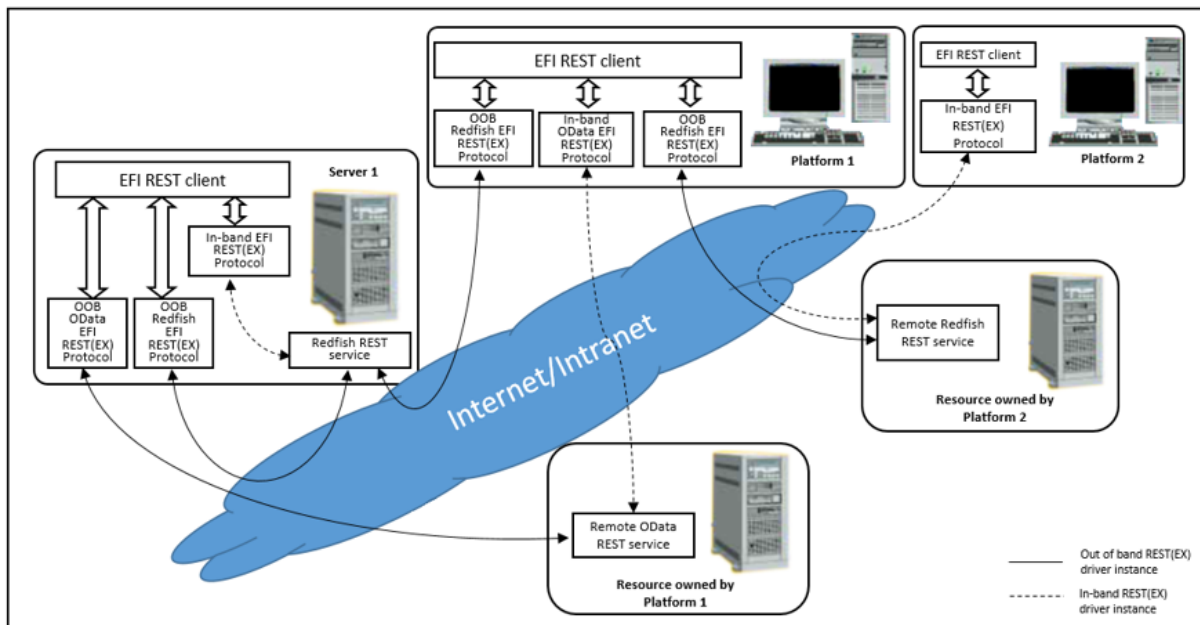 EFI REST client
OOB
Redfish EFI
REST(EX)
Protocol
In-band
OData EFI
REST(EX)
Protocol
OOB
Redfish EFI
REST(EX)
Protocol
Platform 1
EFI REST client
In-band EFI
REST(EX)
Protocol
Platform 2
Server 1
EFI REST client
In-band EFI
REST(EX)
Protocol
OOB
OData
EFI
REST(EX)
Protocol
OOB
Redfish
EFI
REST(EX)
Protocol
Redfish REST
service
Internet/Intranet
Remote Redfish
REST service
Resource owned by
Platform 2
Remote OData
REST service
Resource owned by
Platform 1
Out of band REST(EX)
driver instance
In-band REST(EX)
driver instance